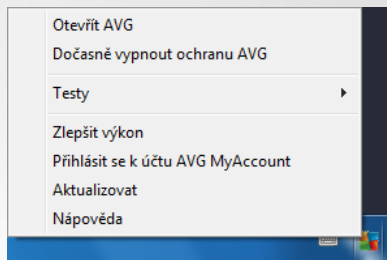 Otevřít AVG
Dočasně vypnout ochranu AVG
Testy
Zlepšit výkon
Přihlásit se k účtu AVG MyAccount
Aktualizovat
Nápověda